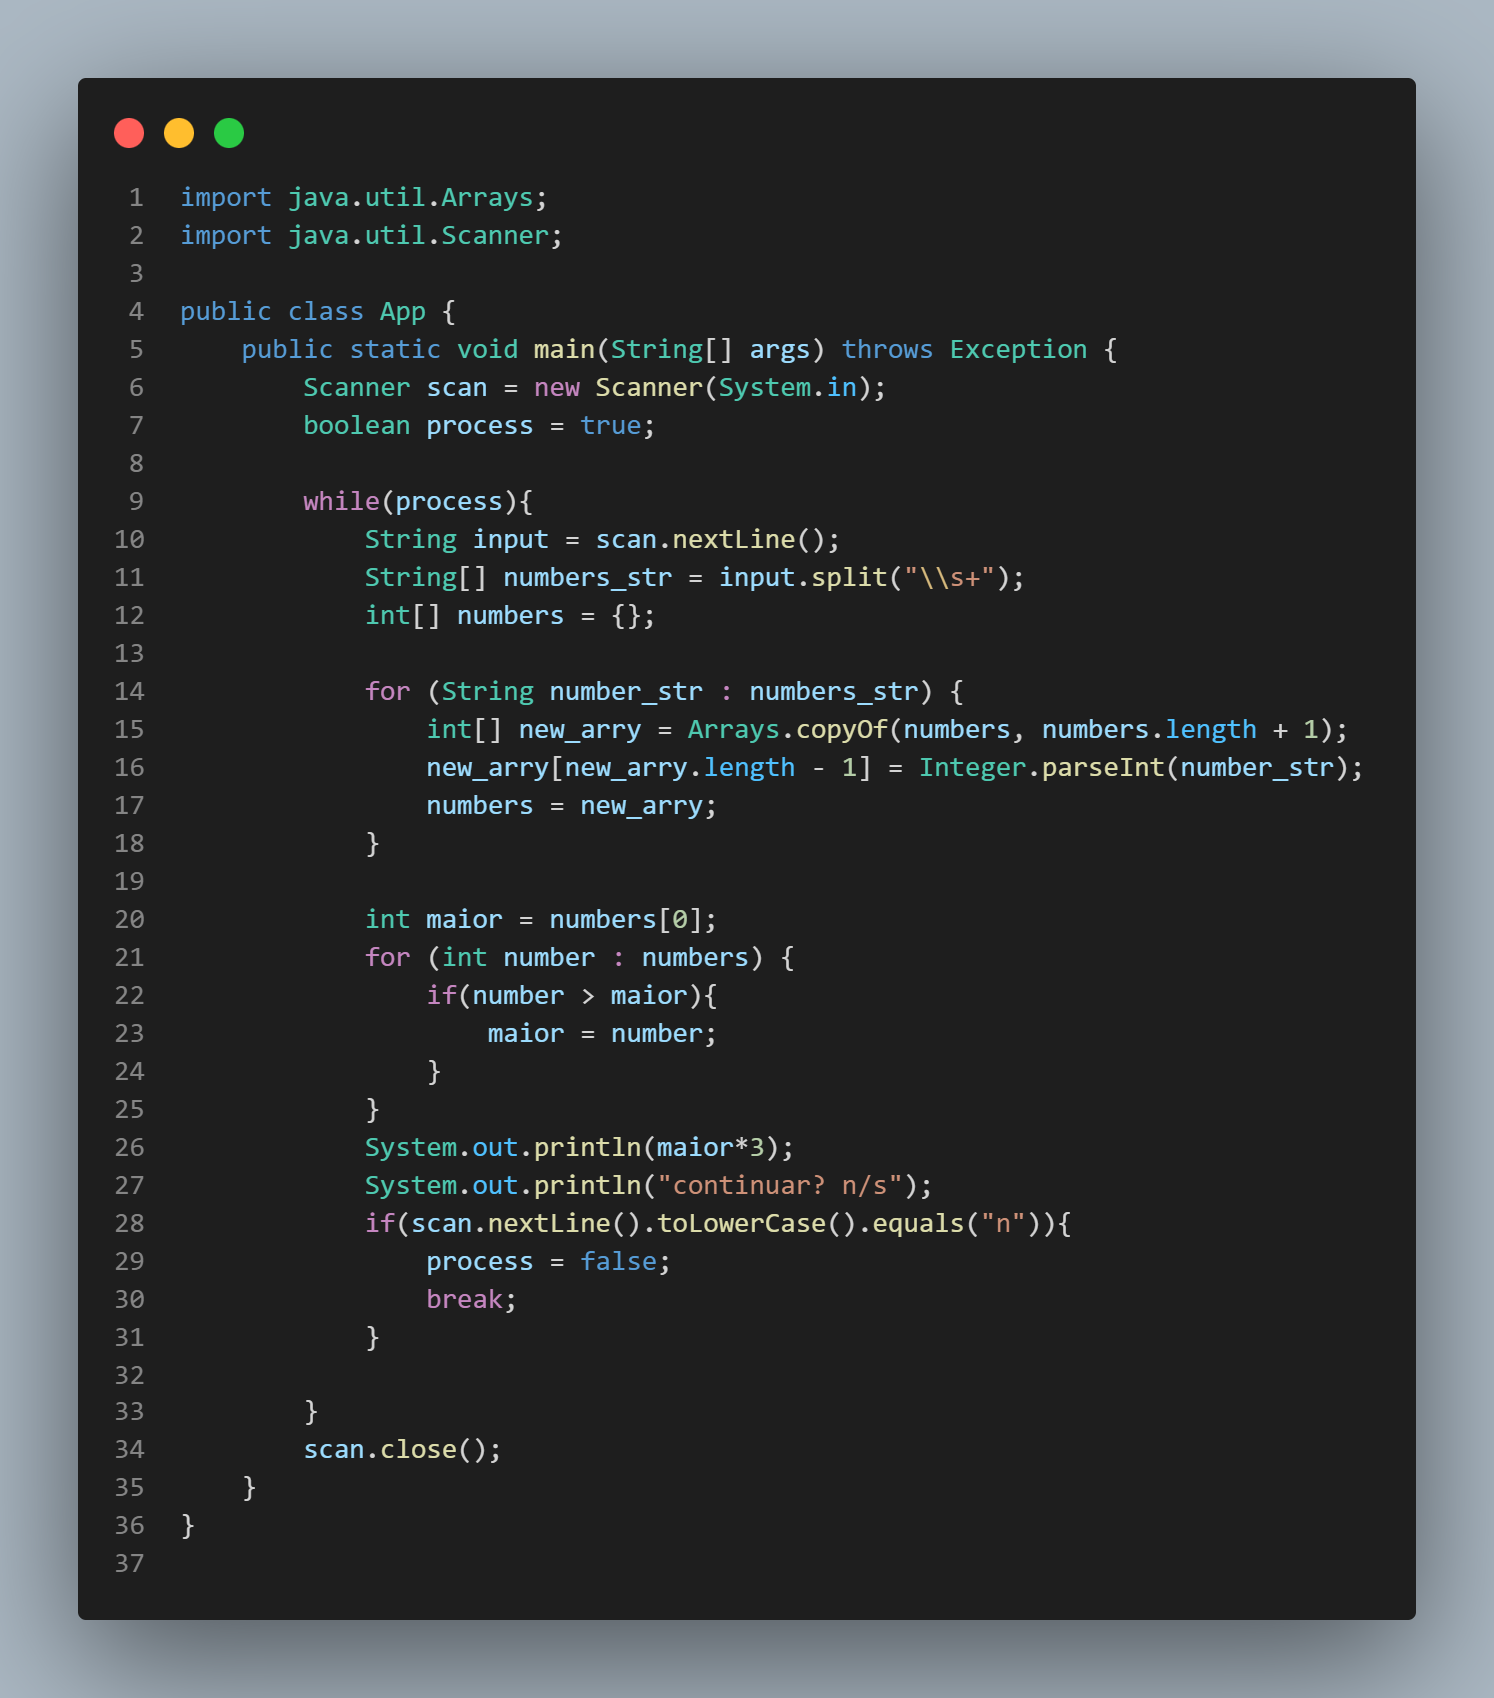 1 import java.util.Arrays;
2 import java.util.Scanner;
3
4 public class App {
5     public static void main(String[] args) throws Exception {
6         Scanner scan = new Scanner(System.in);
7         boolean process = true;
8
9         while(process){
10             String input = scan.nextLine();
11             String[] numbers_str = input.split("\\s+");
12             int[] numbers = {};
13
14             for (String number_str : numbers_str) {
15                 int[] new_arry = Arrays.copyOf(numbers, numbers.length + 1);
16                 new_arry[new_arry.length - 1] = Integer.parseInt(number_str);
17                 numbers = new_arry;
18             }
19
20             int maior = numbers[0];
21             for (int number : numbers) {
22                 if(number > maior){
23                     maior = number;
24                 }
25             }
26             System.out.println(maior*3);
27             System.out.println("continuar? n/s");
28             if(scan.nextLine().toLowerCase().equals("n")){
29                 process = false;
30                 break;
31             }
32
33         }
34         scan.close();
35     }
36 }
37